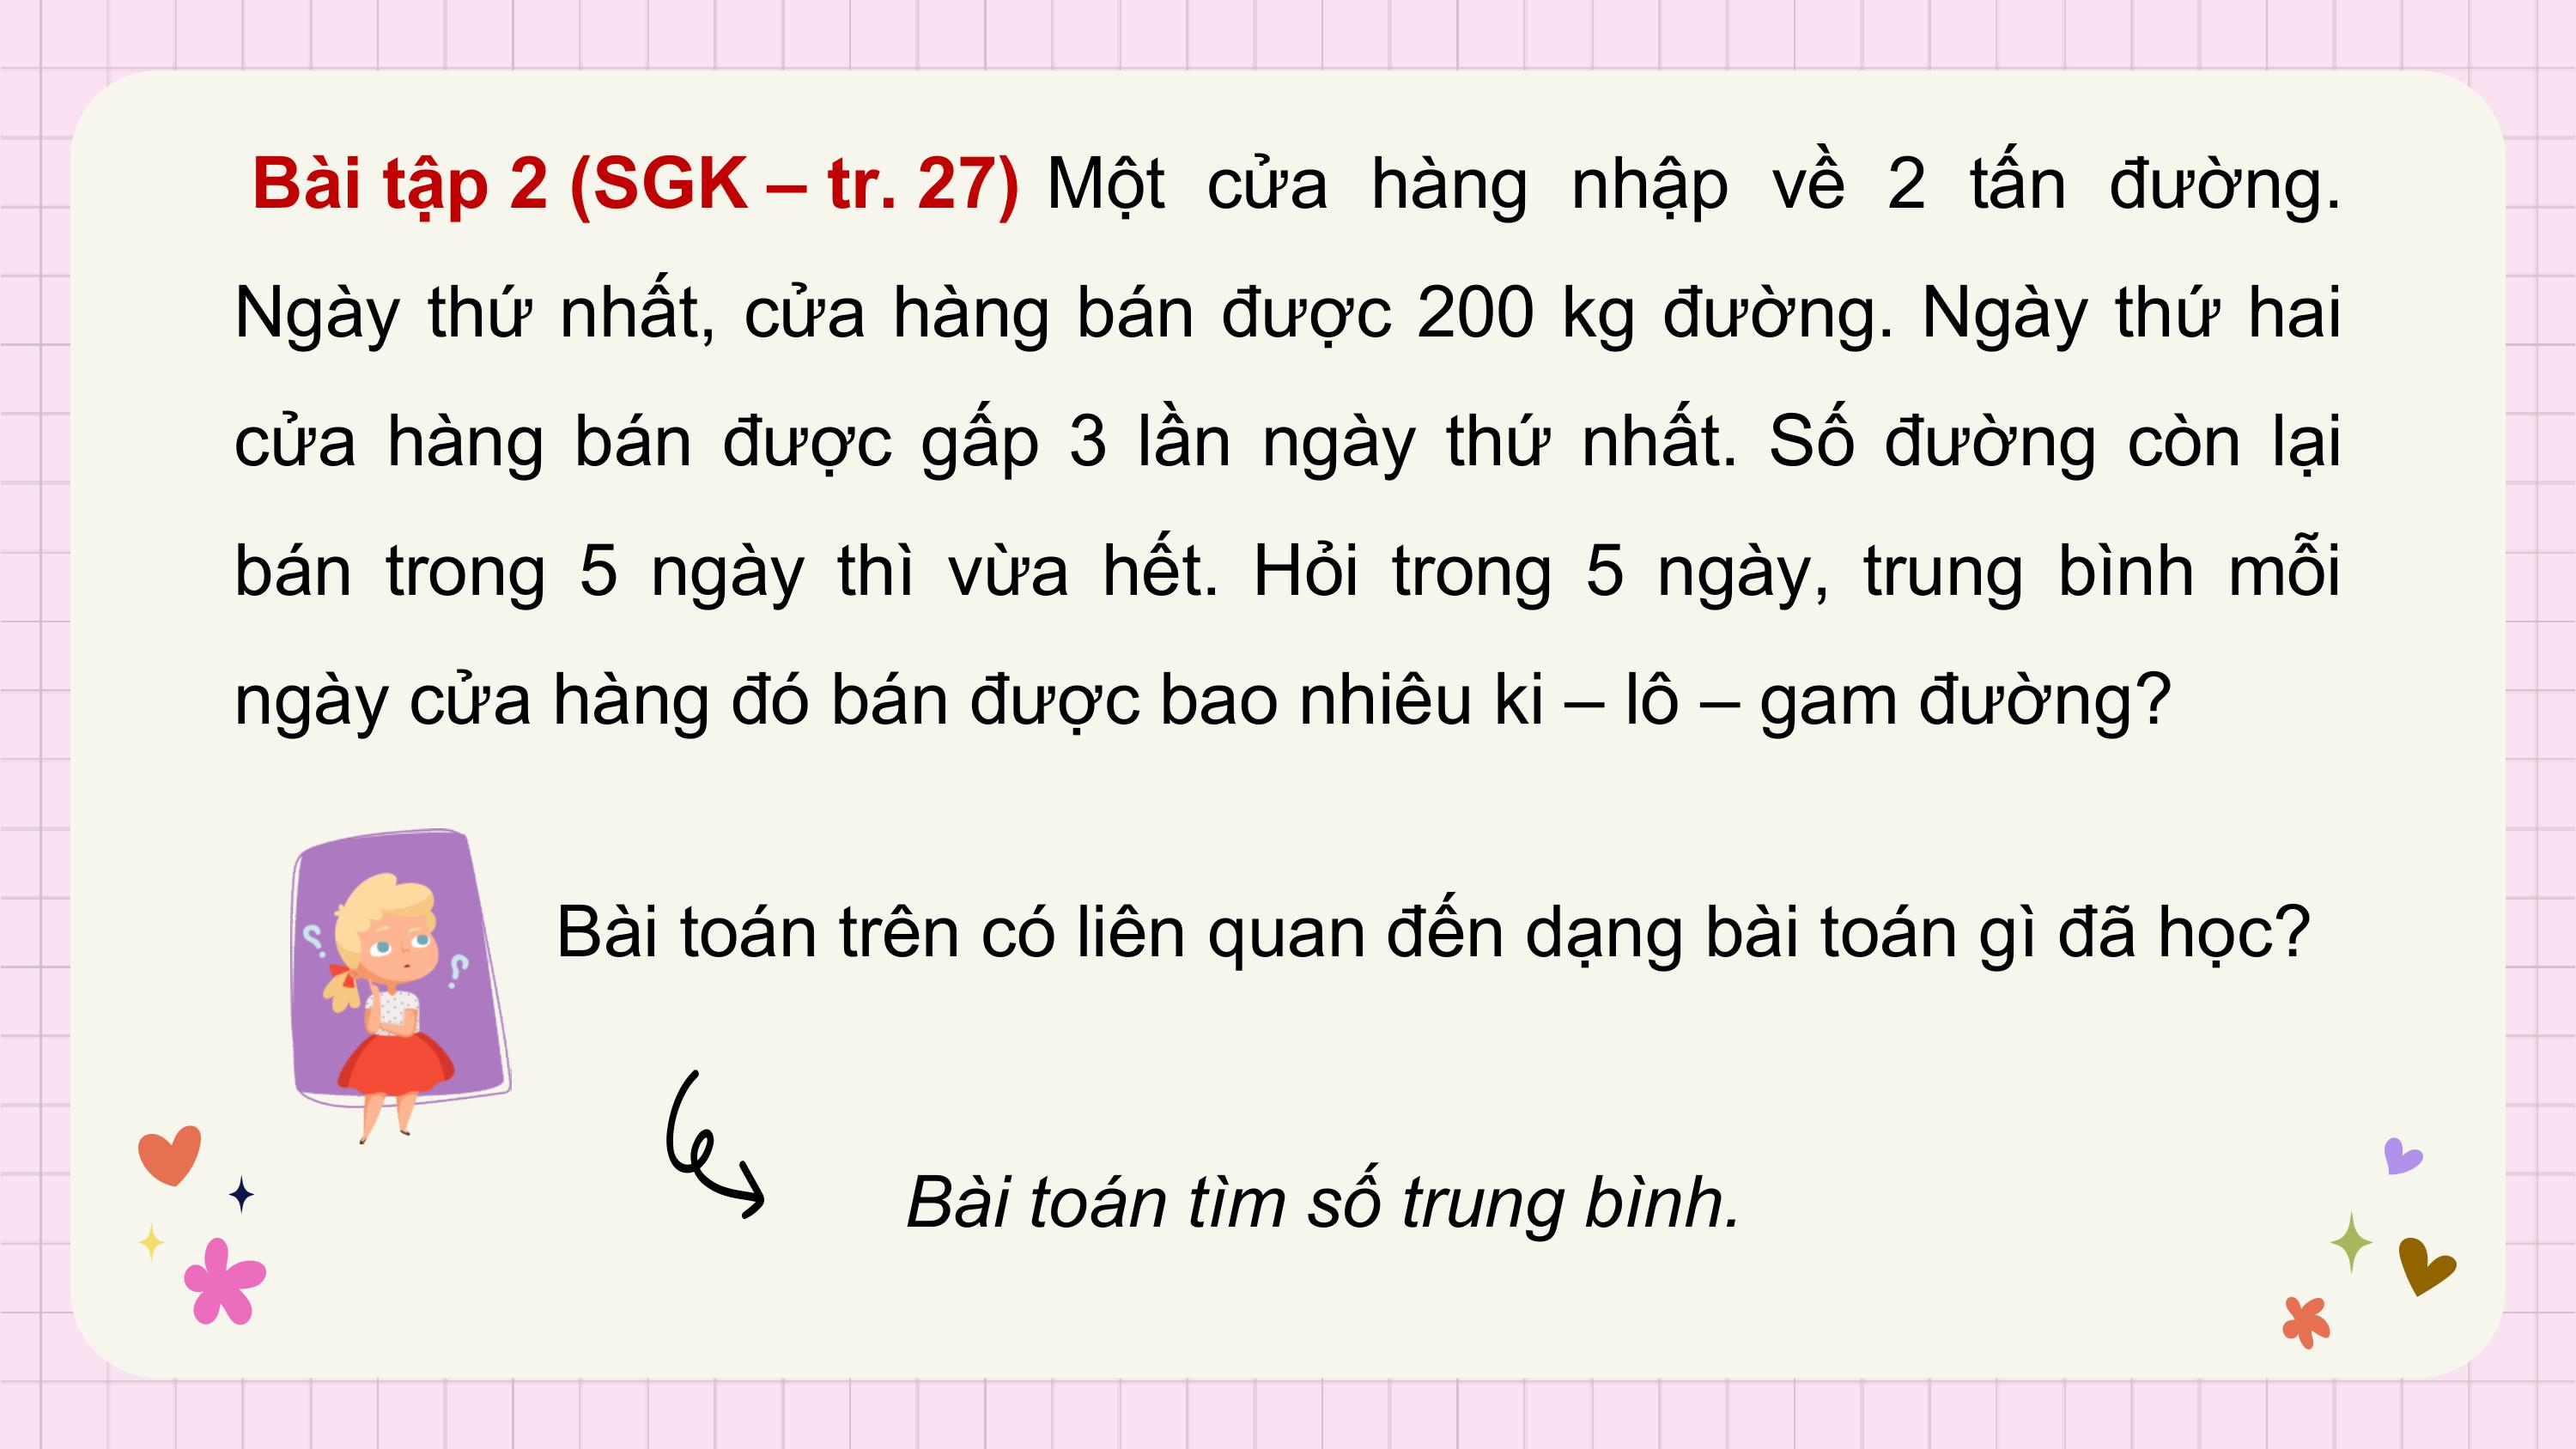 Bài tập 2 (SGK – tr. 27) Một cửa hàng nhập về 2 tấn đường.
Ngày thứ nhất, cửa hàng bán được 200 kg đường. Ngày thứ hai
cửa hàng bán được gấp 3 lần ngày thứ nhất. Số đường còn lại
bán trong 5 ngày thì vừa hết. Hỏi trong 5 ngày, trung bình mỗi
ngày cửa hàng đó bán được bao nhiêu ki – lô – gam đường?
Bài toán trên có liên quan đến dạng bài toán gì đã học?
Bài toán tìm số trung bình.